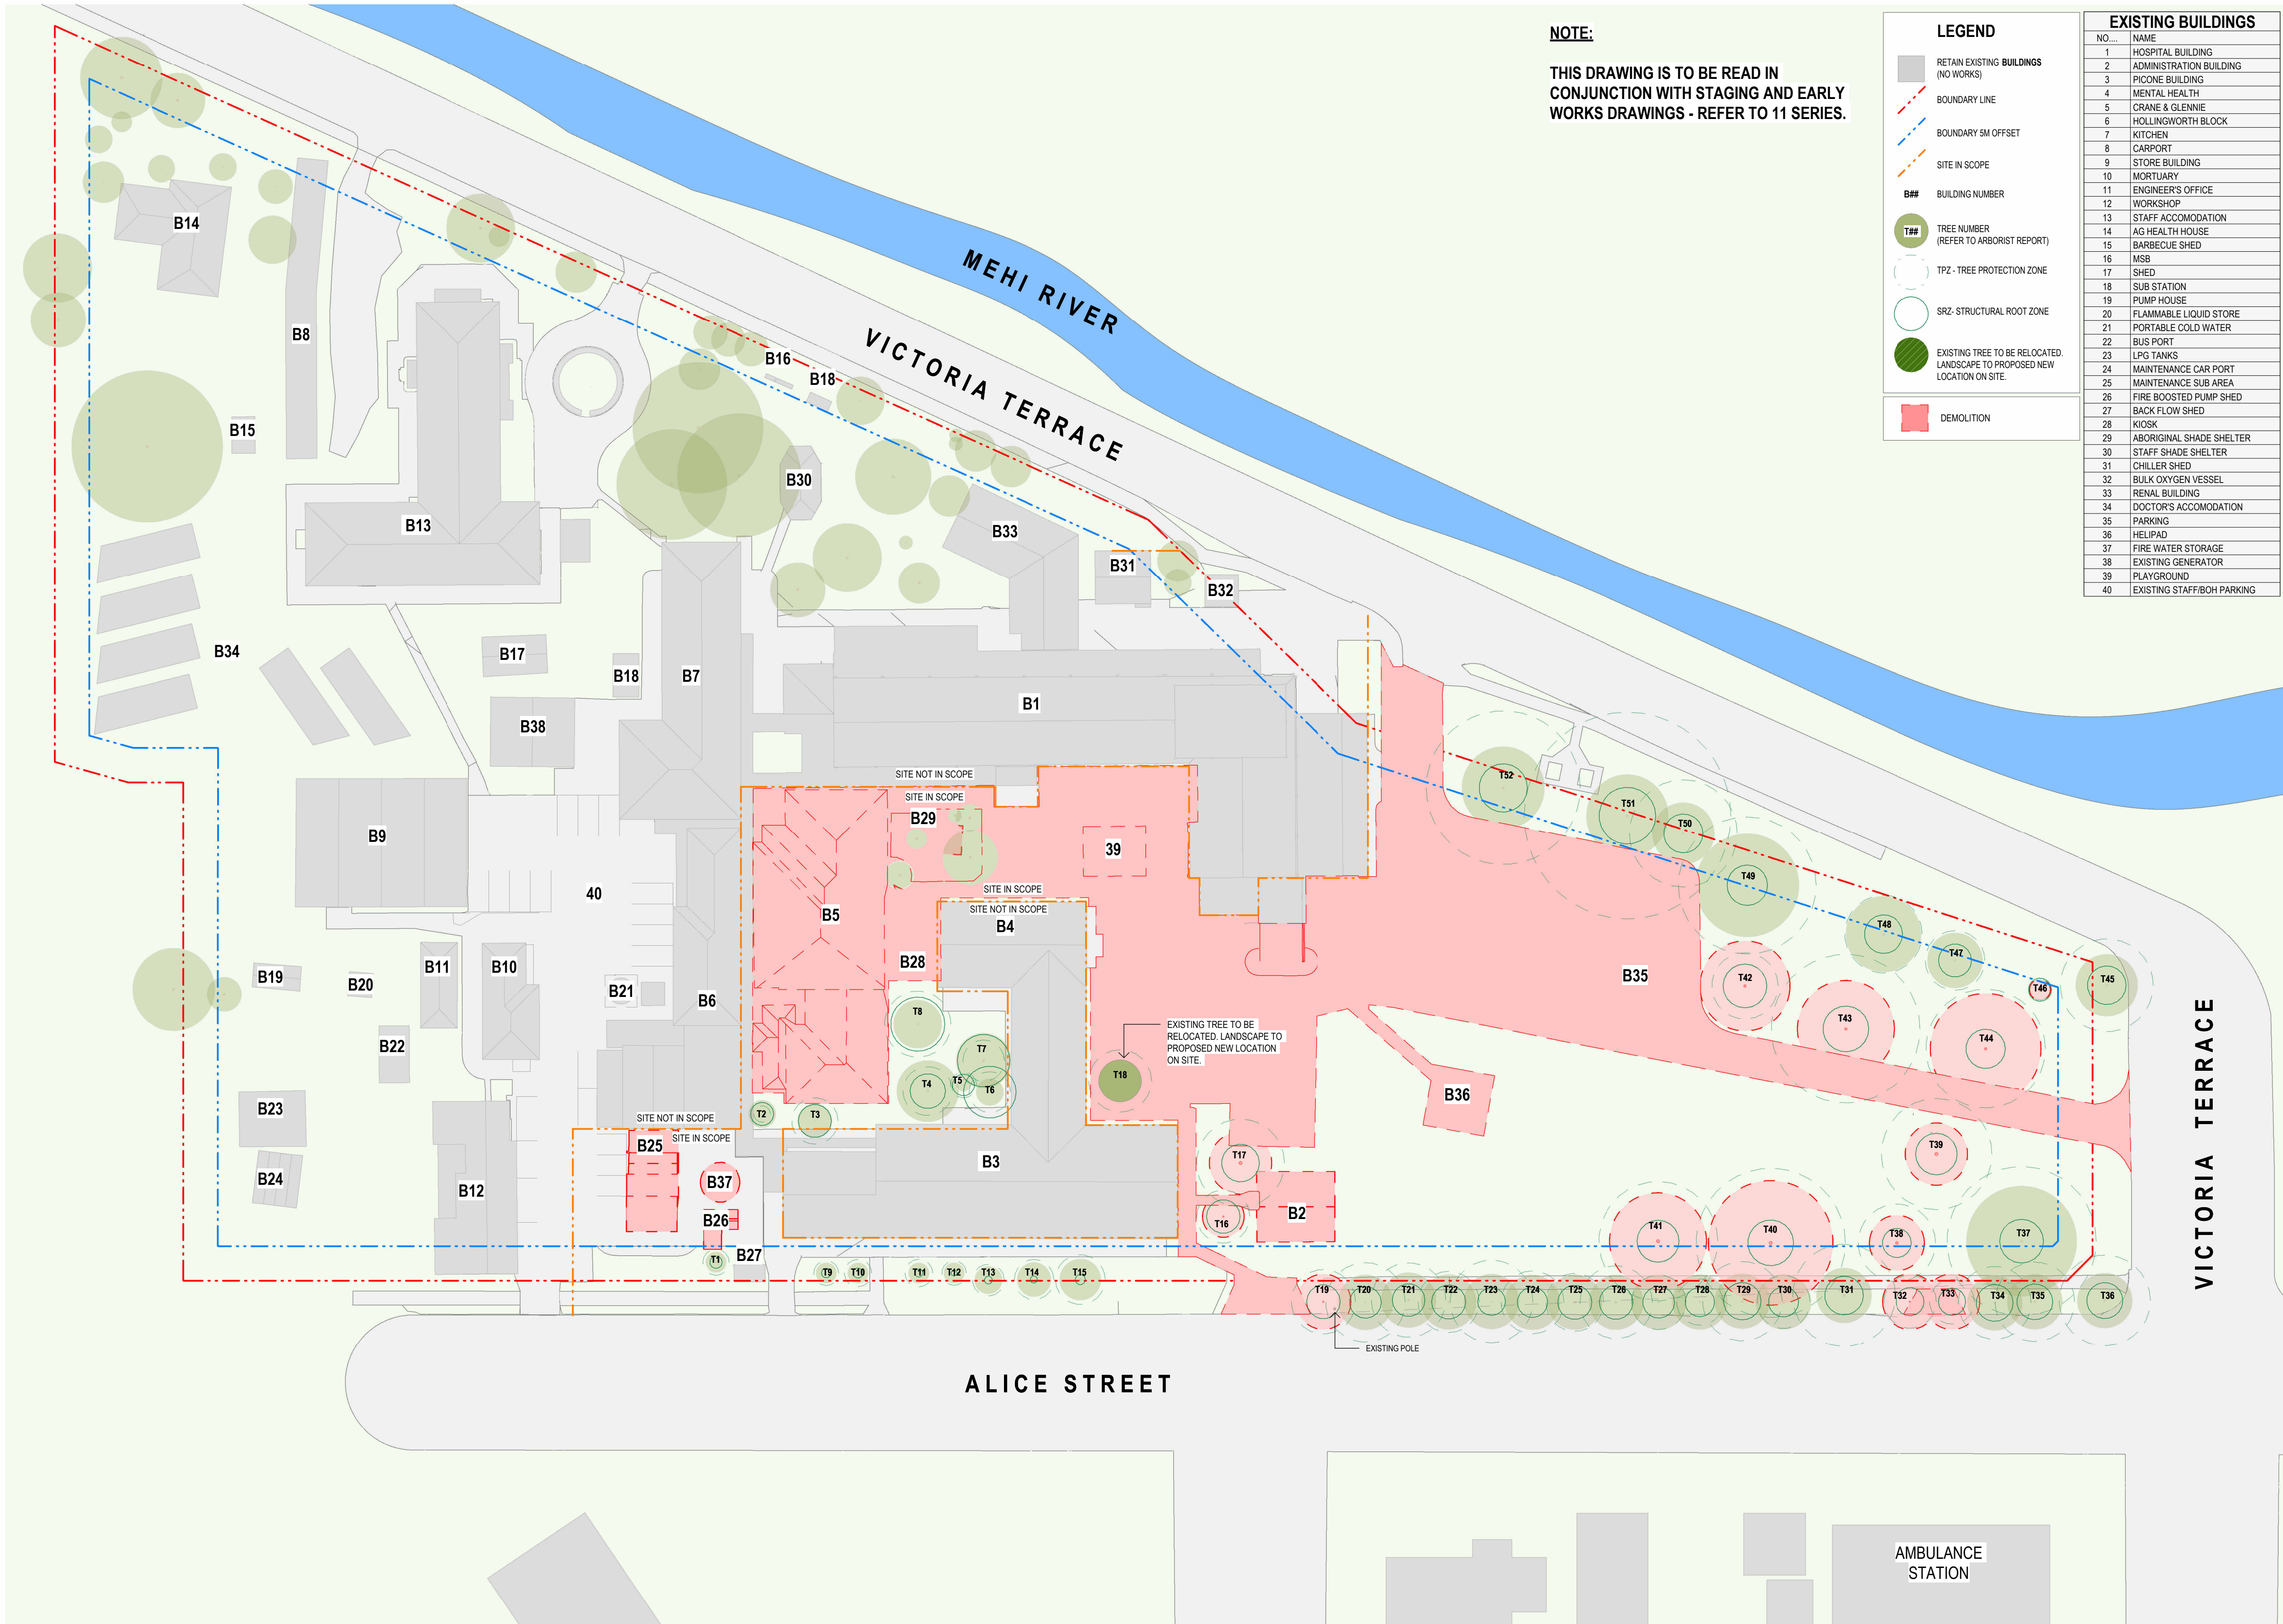 NOTE:
THIS DRAWING IS TO BE READ IN
CONJUNCTION WITH STAGING AND EARLY
WORKS DRAWINGS - REFER TO 11 SERIES.
LEGEND
RETAIN EXISTING BUILDINGS
(NO WORKS)
BOUNDARY LINE
BOUNDARY 5M OFFSET
SITE IN SCOPE
B## BUILDING NUMBER
T## TREE NUMBER
(REFER TO ARBORIST REPORT)
TPZ - TREE PROTECTION ZONE
SRZ- STRUCTURAL ROOT ZONE
EXISTING TREE TO BE RELOCATED.
LANDSCAPE TO PROPOSED NEW
LOCATION ON SITE.
DEMOLITION
EXISTING BUILDINGS
NO.... NAME
1 HOSPITAL BUILDING
2 ADMINISTRATION BUILDING
3 PICONE BUILDING
4 MENTAL HEALTH
5 CRANE & GLENNIE
6 HOLLINGWORTH BLOCK
7 KITCHEN
8 CARPORT
9 STORE BUILDING
10 MORTUARY
11 ENGINEER'S OFFICE
12 WORKSHOP
13 STAFF ACCOMODATION
14 AG HEALTH HOUSE
15 BARBECUE SHED
16 MSB
17 SHED
18 SUB STATION
19 PUMP HOUSE
20 FLAMMABLE LIQUID STORE
21 PORTABLE COLD WATER
22 BUS PORT
23 LPG TANKS
24 MAINTENANCE CAR PORT
25 MAINTENANCE SUB AREA
26 FIRE BOOSTED PUMP SHED
27 BACK FLOW SHED
28 KIOSK
29 ABORIGINAL SHADE SHELTER
30 STAFF SHADE SHELTER
31 CHILLER SHED
32 BULK OXYGEN VESSEL
33 RENAL BUILDING
34 DOCTOR'S ACCOMODATION
35 PARKING
36 HELIPAD
37 FIRE WATER STORAGE
38 EXISTING GENERATOR
39 PLAYGROUND
40 EXISTING STAFF/BOH PARKING
MEHI RIVER
VICTORIA TERRACE
B14
B8
B16
B18
B15
B30
B13
B33
B31
B32
B34
B17
B18
B7
B38
B1
SITE NOT IN SCOPE
SITE IN SCOPE
B29
39
B9
40
SITE IN SCOPE
SITE NOT IN SCOPE
B5
B4
B28
B11
B10
B19
B20
B21
B6
B22
B23
B24
B12
T8
T7
T4
T5
T6
T2
T3
SITE NOT IN SCOPE
SITE IN SCOPE
B25
B37
B26
B27
B3
EXISTING TREE TO BE
RELOCATED. LANDSCAPE TO
PROPOSED NEW LOCATION
ON SITE.
T18
B35
B36
B2
T17
T16
T52
T51
T50
T49
T48
T47
T46
T45
T42
T43
T44
T39
T41
T40
T38
T37
T1
T9
T10
T11
T12
T13
T14
T15
T19
T20
T21
T22
T23
T24
T25
T26
T27
T28
T29
T30
T31
T32
T33
T34
T35
T36
EXISTING POLE
VICTORIA TERRACE
ALICE STREET
AMBULANCE
STATION